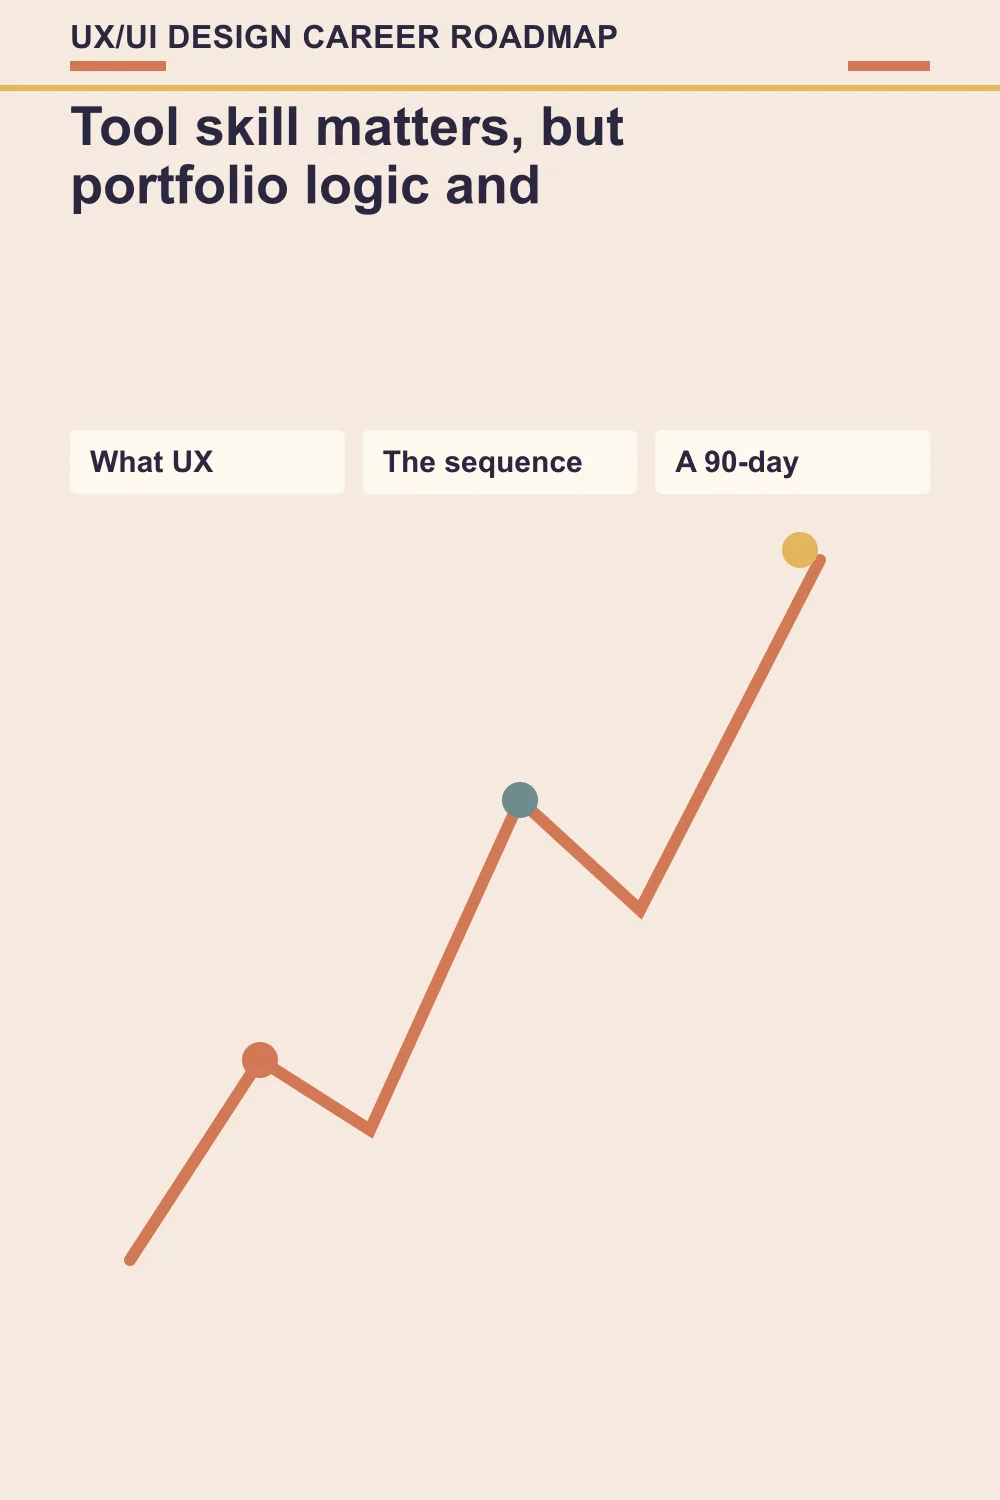 UX/UI DESIGN CAREER ROADMAP
Tool skill matters, but
portfolio logic and
What UX
The sequence
A 90-day